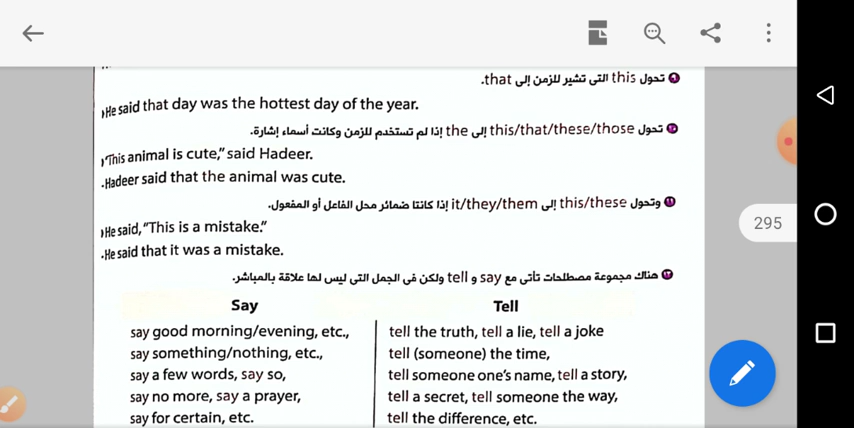 ❾ تحول this التى تشير للزمن إلى that.
He said that day was the hottest day of the year.
تحول this/that/these/those إلى the إذا لم تستخدم للزمن وكانت أسماء إشارة.
"This animal is cute," said Hadeer.
Hadeer said that the animal was cute.
⓫ وتحول this/these إلى it/they/them إذا كانتا ضمائر محل الفاعل أو المفعول.
He said, "This is a mistake."
He said that it was a mistake.
⓬ هناك مجموعة مصطلحات تأتى مع say و tell ولكن فى الجمل التى ليس لها علاقة بالمباشر.
Say
Tell
say good morning/evening, etc.,
tell the truth, tell a lie, tell a joke
say something/nothing, etc.,
tell (someone) the time,
say a few words, say so,
tell someone one's name, tell a story,
say no more, say a prayer,
tell a secret, tell someone the way,
say for certain, etc.
tell the difference, etc.
295